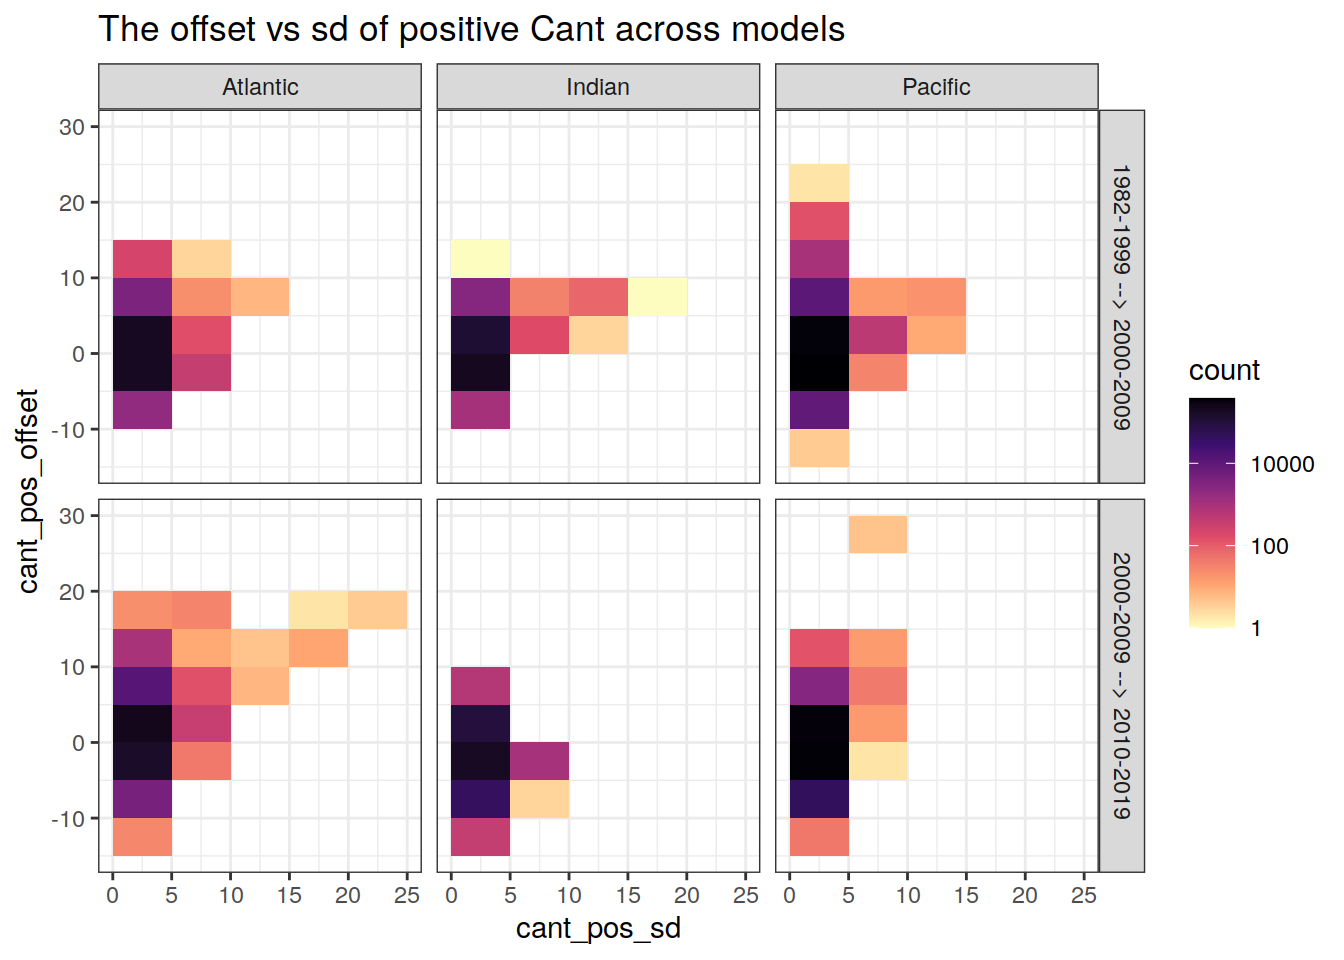 The offset vs sd of positive Cant across models
Atlantic
Indian
Pacific
30
20
10
0
-10
1982-1999 --> 2000-2009
30
20
10
0
-10
2000-2009 --> 2010-2019
cant_pos_offset
0 5 10 15 20 25
0 5 10 15 20 25
0 5 10 15 20 25
cant_pos_sd
count
10000
100
1